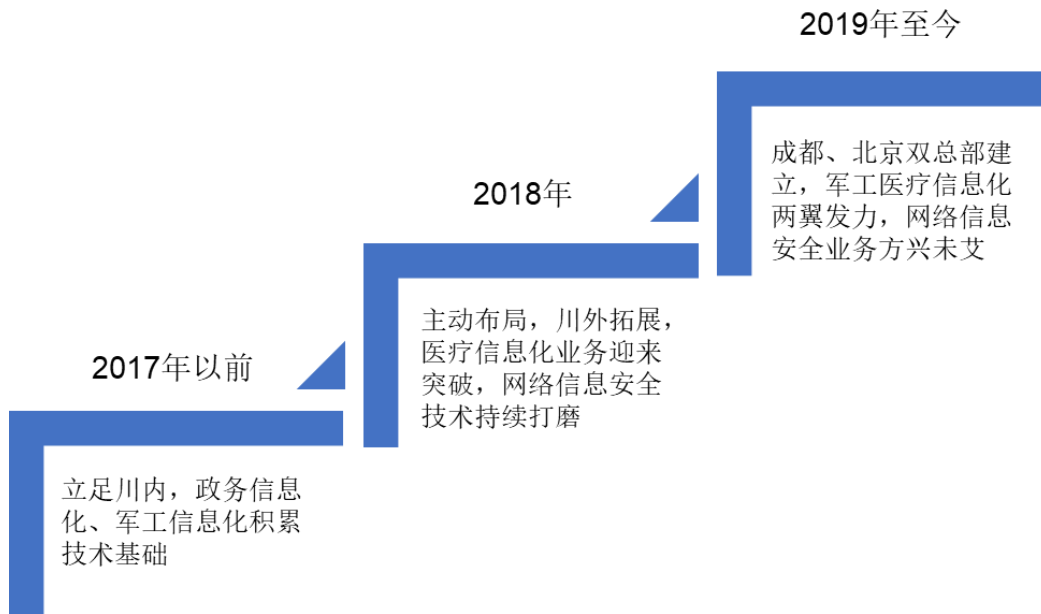 2019年至今
成都、北京双总部建
立，军工医疗信息化
两翼发力，网络信息
安全业务方兴未艾
2018年
主动布局，川外拓展，
医疗信息化业务迎来
突破，网络信息安全
技术持续打磨
2017年以前
立足川内，政务信息
化、军工信息化积累
技术基础